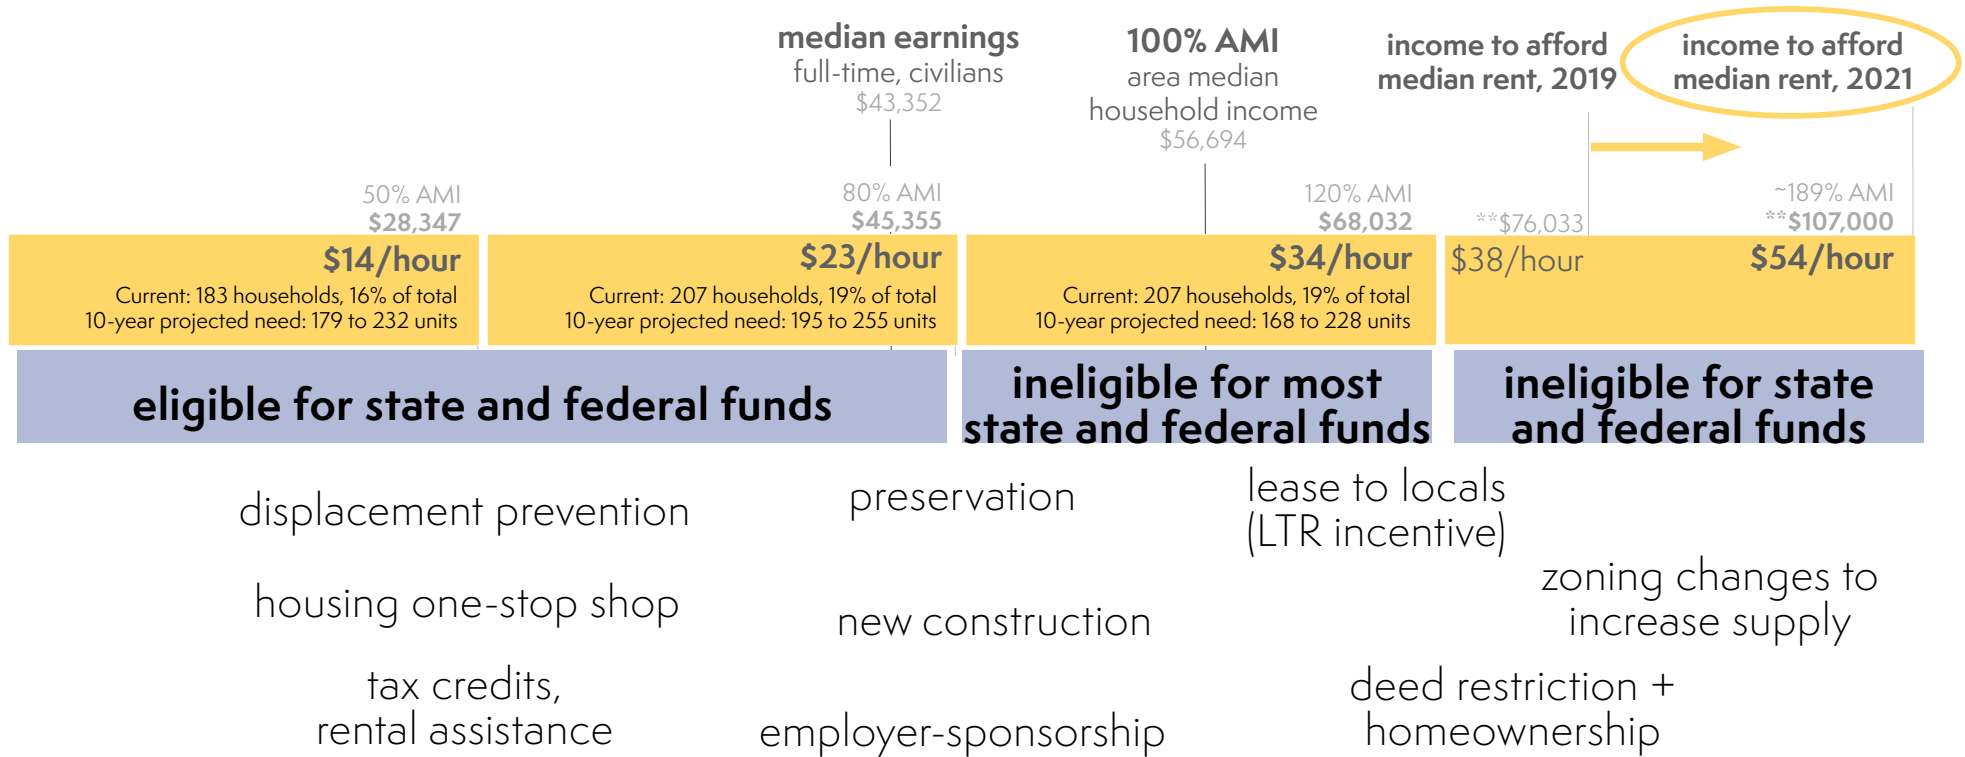 median earnings
full-time, civilians
$43,352
100% AMI
area median
household income
$56,694
income to afford
median rent, 2019
income to afford
median rent, 2021
50% AMI
$28,347
80% AMI
$45,355
120% AMI
$68,032
**$76,033
~189% AMI
**$107,000
$14/hour
Current: 183 households, 16% of total
10-year projected need: 179 to 232 units
$23/hour
Current: 207 households, 19% of total
10-year projected need: 195 to 255 units
$34/hour
Current: 207 households, 19% of total
10-year projected need: 168 to 228 units
$38/hour
$54/hour
eligible for state and federal funds
ineligible for most
state and federal funds
ineligible for state
and federal funds
displacement prevention
preservation
lease to locals
(LTR incentive)
housing one-stop shop
new construction
zoning changes to
increase supply
tax credits,
rental assistance
employer-sponsorship
deed restriction +
homeownership